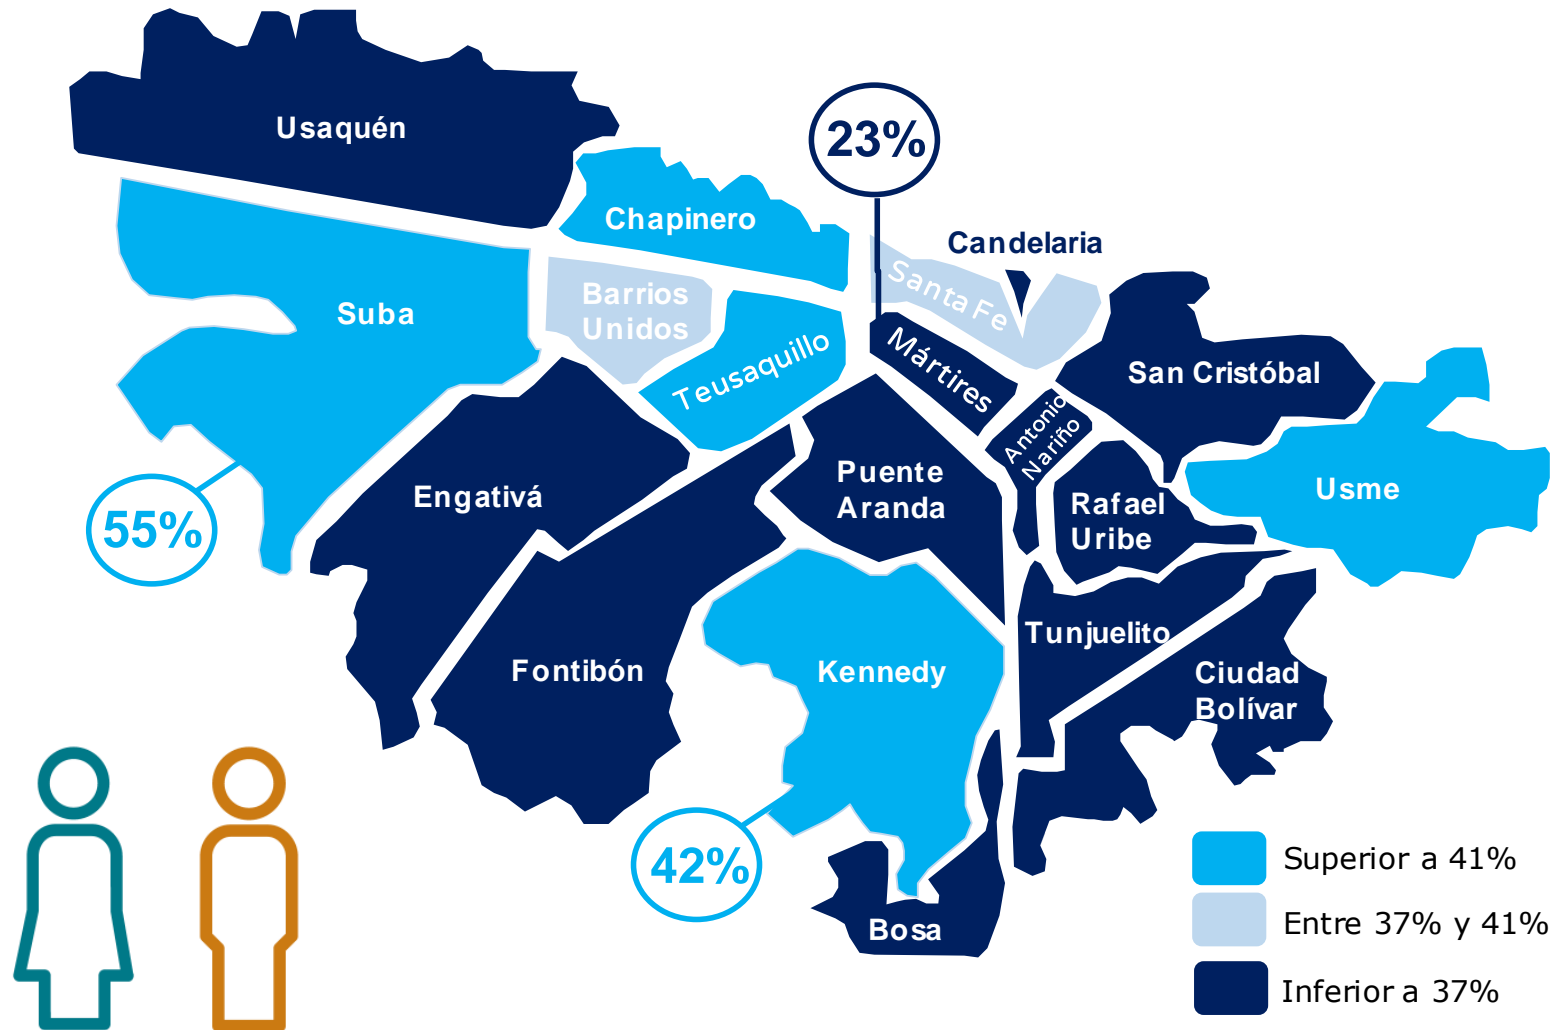 Usaquén
23%
Chapinero
Candelaria
Santa Fe
Suba
Barrios
Unidos
Teusaquillo
Mártires
San Cristóbal
Antonio
Nariño
Puente
Aranda
Engativá
Rafael
Uribe
Usme
55%
Tunjuelito
Fontibón
Kennedy
Ciudad
Bolívar
42%
Bosa
Superior a 41%
Entre 37% y 41%
Inferior a 37%